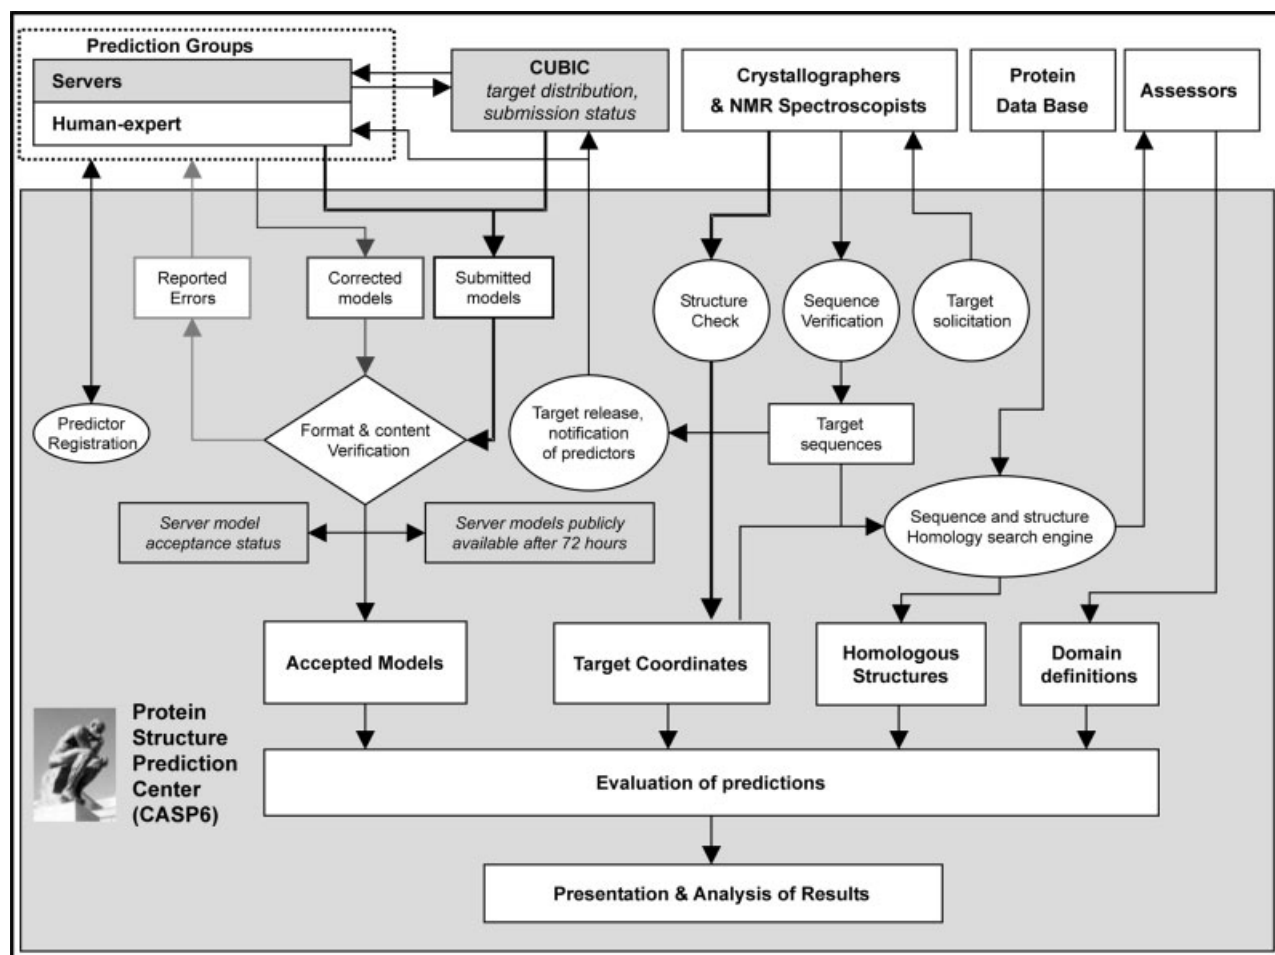 Prediction Groups
Servers
Human-expert
CUBIC
target distribution,
submission status
Crystallographers
& NMR Spectroscopists
Protein
Data Base
Assessors
Reported
Errors
Corrected
models
Submitted
models
Structure
Check
Sequence
Verification
Target
solicitation
Predictor
Registration
Format & content
Verification
Target release,
notification
of predictors
Target
sequences
Server model
acceptance status
Server models publicly
available after 72 hours
Sequence and structure
Homology search engine
Accepted Models
Target Coordinates
Homologous
Structures
Domain
definitions
Protein
Structure
Prediction
Center
(CASP6)
Evaluation of predictions
Presentation & Analysis of Results